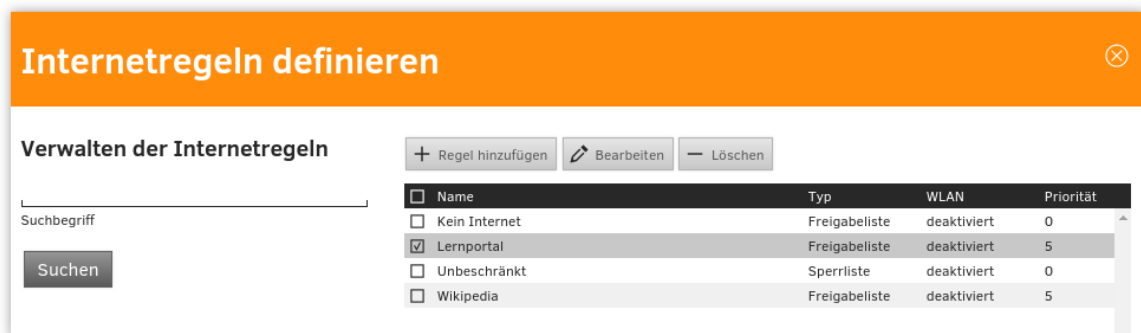 Internetregeln definieren
Verwalten der Internetregeln
Suchbegriff
Suchen
Regel hinzufügen Bearbeiten Löschen
Name Typ WLAN Priorität
Kein Internet Freigabeliste deaktiviert 0
Lernportal Freigabeliste deaktiviert 5
Unbeschränkt Sperrliste deaktiviert 0
Wikipedia Freigabeliste deaktiviert 5